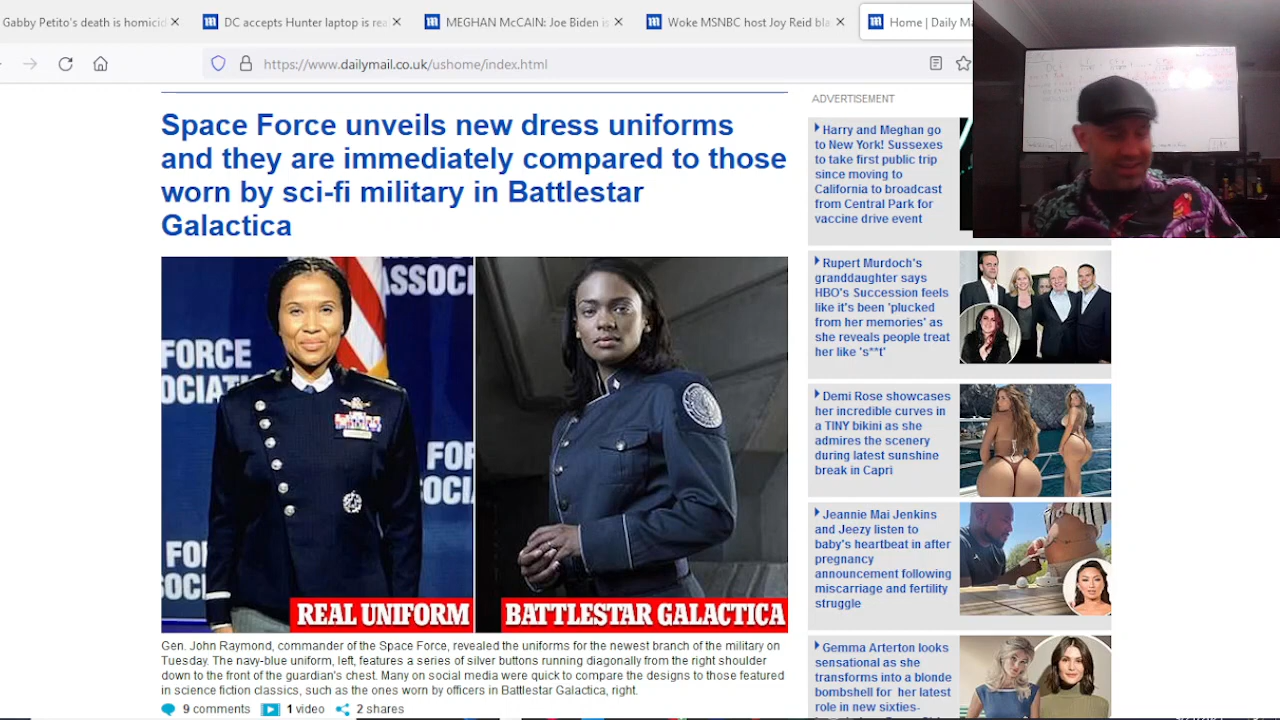 Gabby Petito's death is homicid
DC accepts Hunter laptop is rea
MEGHAN McCAIN: Joe Biden is
Woke MSNBC host Joy Reid bla
Home | Daily Ma
https://www.dailymail.co.uk/ushome/index.html
Space Force unveils new dress uniforms
and they are immediately compared to those
worn by sci-fi military in Battlestar
Galactica
ASSOCI
FORCE
OCIATI
FO
SOCI
FOR
SOCI
REAL UNIFORM
BATTLESTAR GALACTICA
Gen. John Raymond, commander of the Space Force, revealed the uniforms for the newest branch of the military on
Tuesday. The navy-blue uniform, left, features a series of silver buttons running diagonally from the right shoulder
down to the front of the guardian's chest. Many on social media were quick to compare the designs to those featured
in science fiction classics, such as the ones worn by officers in Battlestar Galactica, right.
9 comments
1 video
2 shares
ADVERTISEMENT
Harry and Meghan go
to New York! Sussexes
to take first public trip
since moving to
California to broadcast
from Central Park for
vaccine drive event
Rupert Murdoch's
granddaughter says
HBO's Succession feels
like it's been 'plucked
from her memories' as
she reveals people treat
her like 's**t'
Demi Rose showcases
her incredible curves in
a TINY bikini as she
admires the scenery
during latest sunshine
break in Capri
Jeannie Mai Jenkins
and Jeezy listen to
baby's heartbeat in after
pregnancy
announcement following
miscarriage and fertility
struggle
Gemma Arterton looks
sensational as she
transforms into a blonde
bombshell for her latest
role in new sixties-